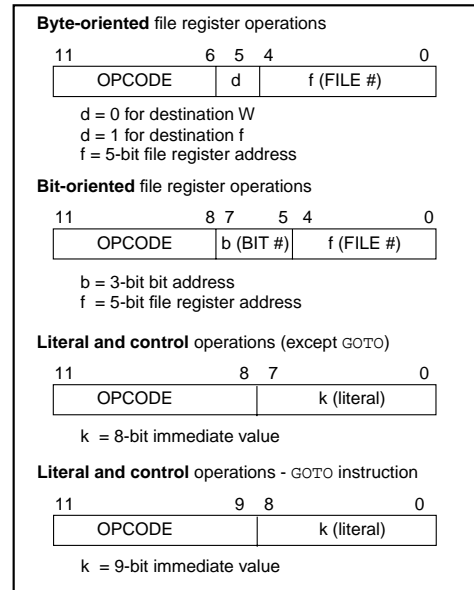 Byte-oriented file register operations
11 6 5 4 0
OPCODE d f (FILE #)
d = 0 for destination W
d = 1 for destination f
f = 5-bit file register address
Bit-oriented file register operations
11 8 7 5 4 0
OPCODE b (BIT #) f (FILE #)
b = 3-bit bit address
f = 5-bit file register address
Literal and control operations (except GOTO)
11 8 7 0
OPCODE k (literal)
k = 8-bit immediate value
Literal and control operations - GOTO instruction
11 9 8 0
OPCODE k (literal)
k = 9-bit immediate value